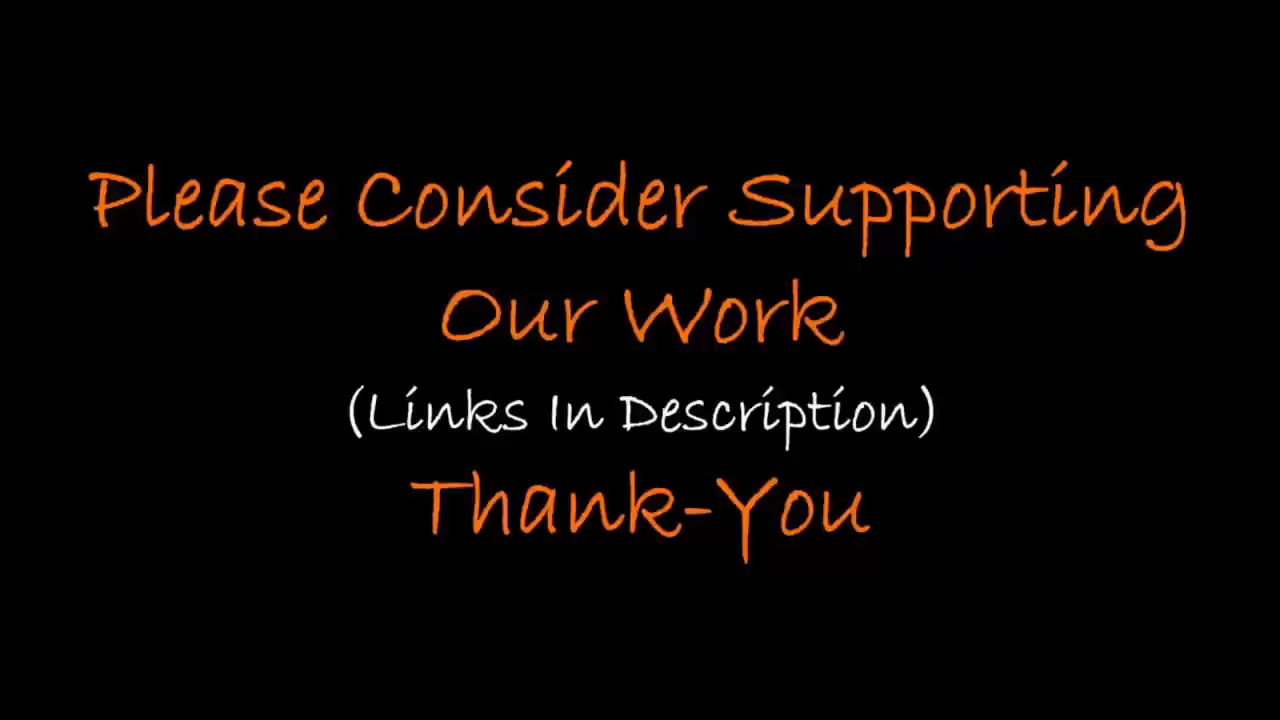 Please Consider Supporting
Our Work
(Links In Description)
Thank-You